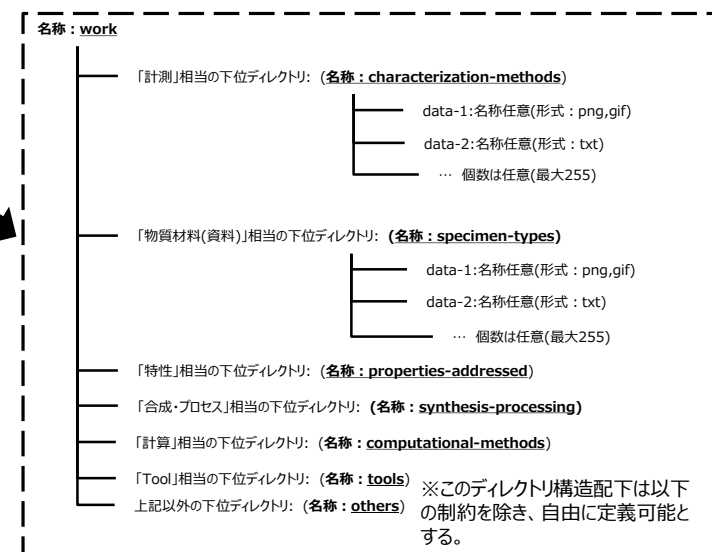 名称：work
「計測」相当の下位ディレクトリ: (名称：characterization-methods)
data-1:名称任意(形式：png,gif)
data-2:名称任意(形式：txt)
… 個数は任意(最大255)
「物質材料(資料)」相当の下位ディレクトリ: (名称：specimen-types)
data-1:名称任意(形式：png,gif)
data-2:名称任意(形式：txt)
… 個数は任意(最大255)
「特性」相当の下位ディレクトリ: (名称：properties-addressed)
「合成・プロセス」相当の下位ディレクトリ: (名称：synthesis-processing)
「計算」相当の下位ディレクトリ: (名称：computational-methods)
「Tool」相当の下位ディレクトリ: (名称：tools)
上記以外の下位ディレクトリ: (名称：others)
※このディレクトリ構造配下は以下
の制約を除き、自由に定義可能と
する。